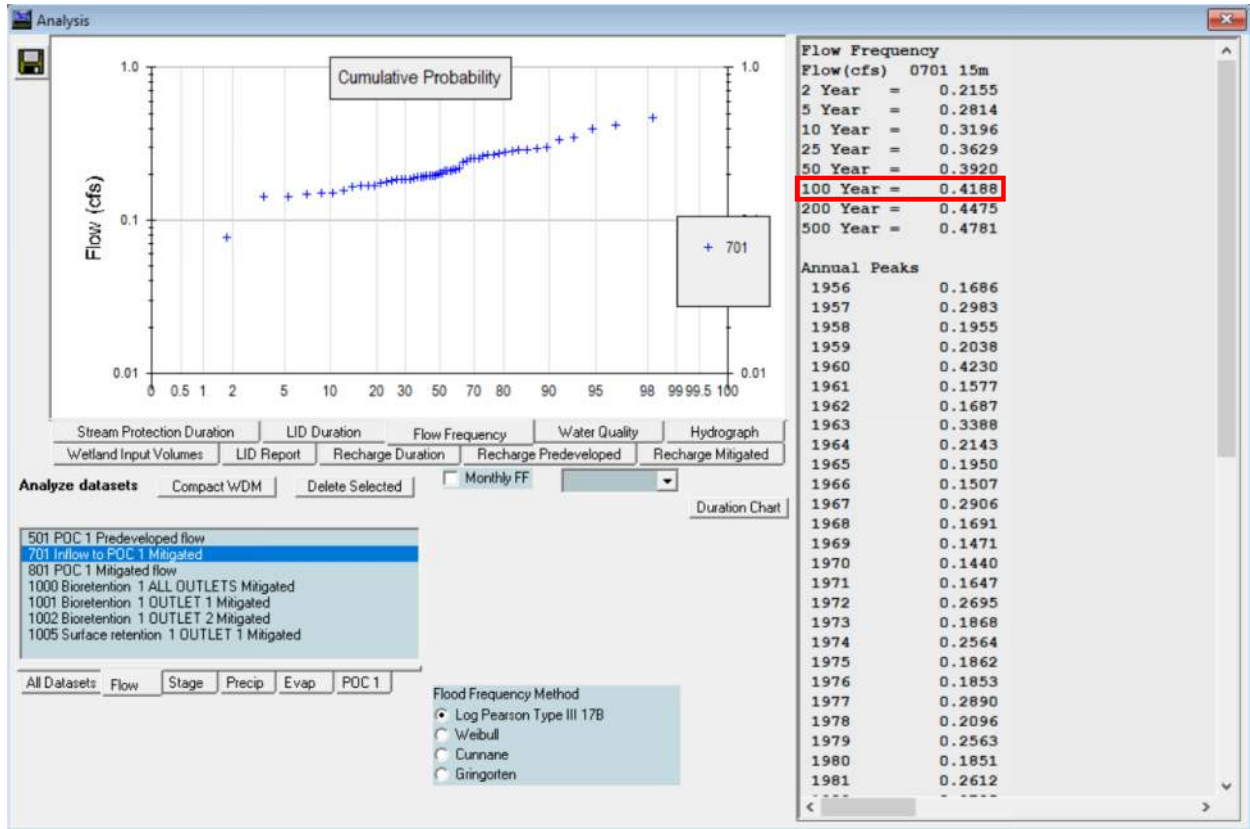 Analysis
Cumulative Probability
1.0
0.1
0.01
Flow (cfs)
1.0
0.01
701
0 0.5 1 2 5 10 20 30 50 70 80 90 95 98 99 99.5 100
Stream Protection Duration LID Duration Flow Frequency Water Quality Hydrograph
Wetland Input Volumes LID Report Recharge Duration Recharge Predeveloped Recharge Mitigated
Analyze datasets Compact WDM Delete Selected Monthly FF
Duration Chart
501 POC 1 Predeveloped flow
701 Inflow to POC 1 Mitigated
801 POC 1 Mitigated flow
1000 Bioretention 1 ALL OUTLETS Mitigated
1001 Bioretention 1 OUTLET 1 Mitigated
1002 Bioretention 1 OUTLET 2 Mitigated
1005 Surface retention 1 OUTLET 1 Mitigated
All Datasets Flow Stage Precip Evap POC 1
Flood Frequency Method
Log Pearson Type III 17B
Weibull
Cunnane
Gringorten
Flow Frequency
Flow(cfs) 0701 15m
2 Year = 0.2155
5 Year = 0.2814
10 Year = 0.3196
25 Year = 0.3629
50 Year = 0.3920
100 Year = 0.4188
200 Year = 0.4475
500 Year = 0.4781
Annual Peaks
1956 0.1686
1957 0.2983
1958 0.1955
1959 0.2038
1960 0.4230
1961 0.1577
1962 0.1687
1963 0.3388
1964 0.2143
1965 0.1950
1966 0.1507
1967 0.2906
1968 0.1691
1969 0.1471
1970 0.1440
1971 0.1647
1972 0.2695
1973 0.1868
1974 0.2564
1975 0.1862
1976 0.1853
1977 0.2890
1978 0.2096
1979 0.2563
1980 0.1851
1981 0.2612